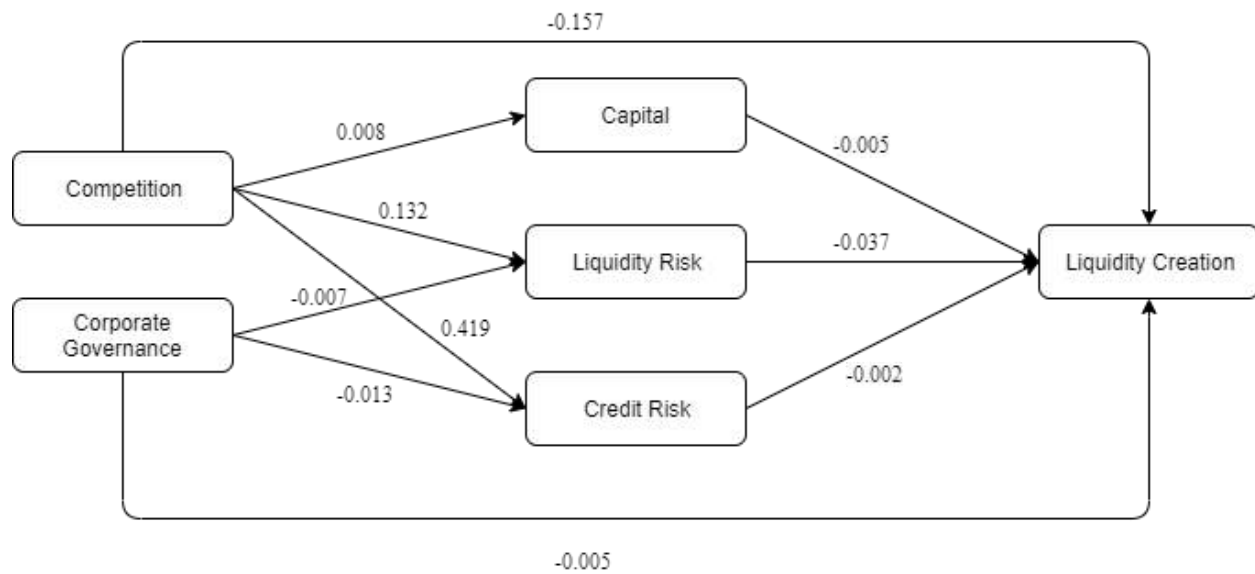 -0.157
Capital
0.008
-0.005
Competition
0.132
-0.037
Liquidity Risk
Liquidity Creation
-0.007
Corporate
Governance
0.419
-0.013
-0.002
Credit Risk
-0.005